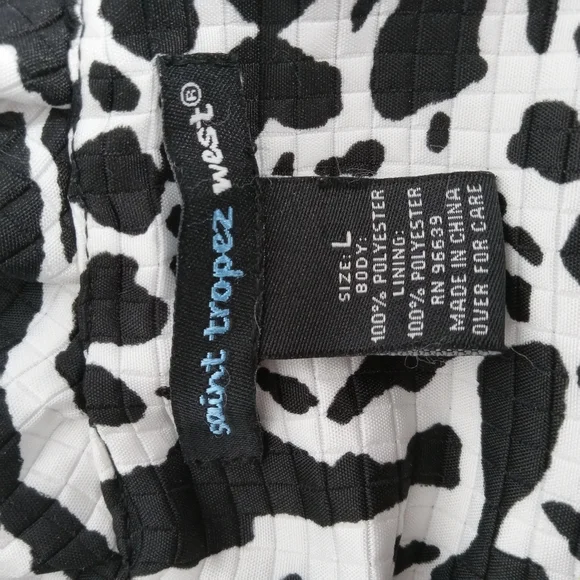 saint tropez west®
SIZE: L
BODY:
100% POLYESTER
LINING:
100% POLYESTER
RN 96639
MADE IN CHINA
OVER FOR CARE